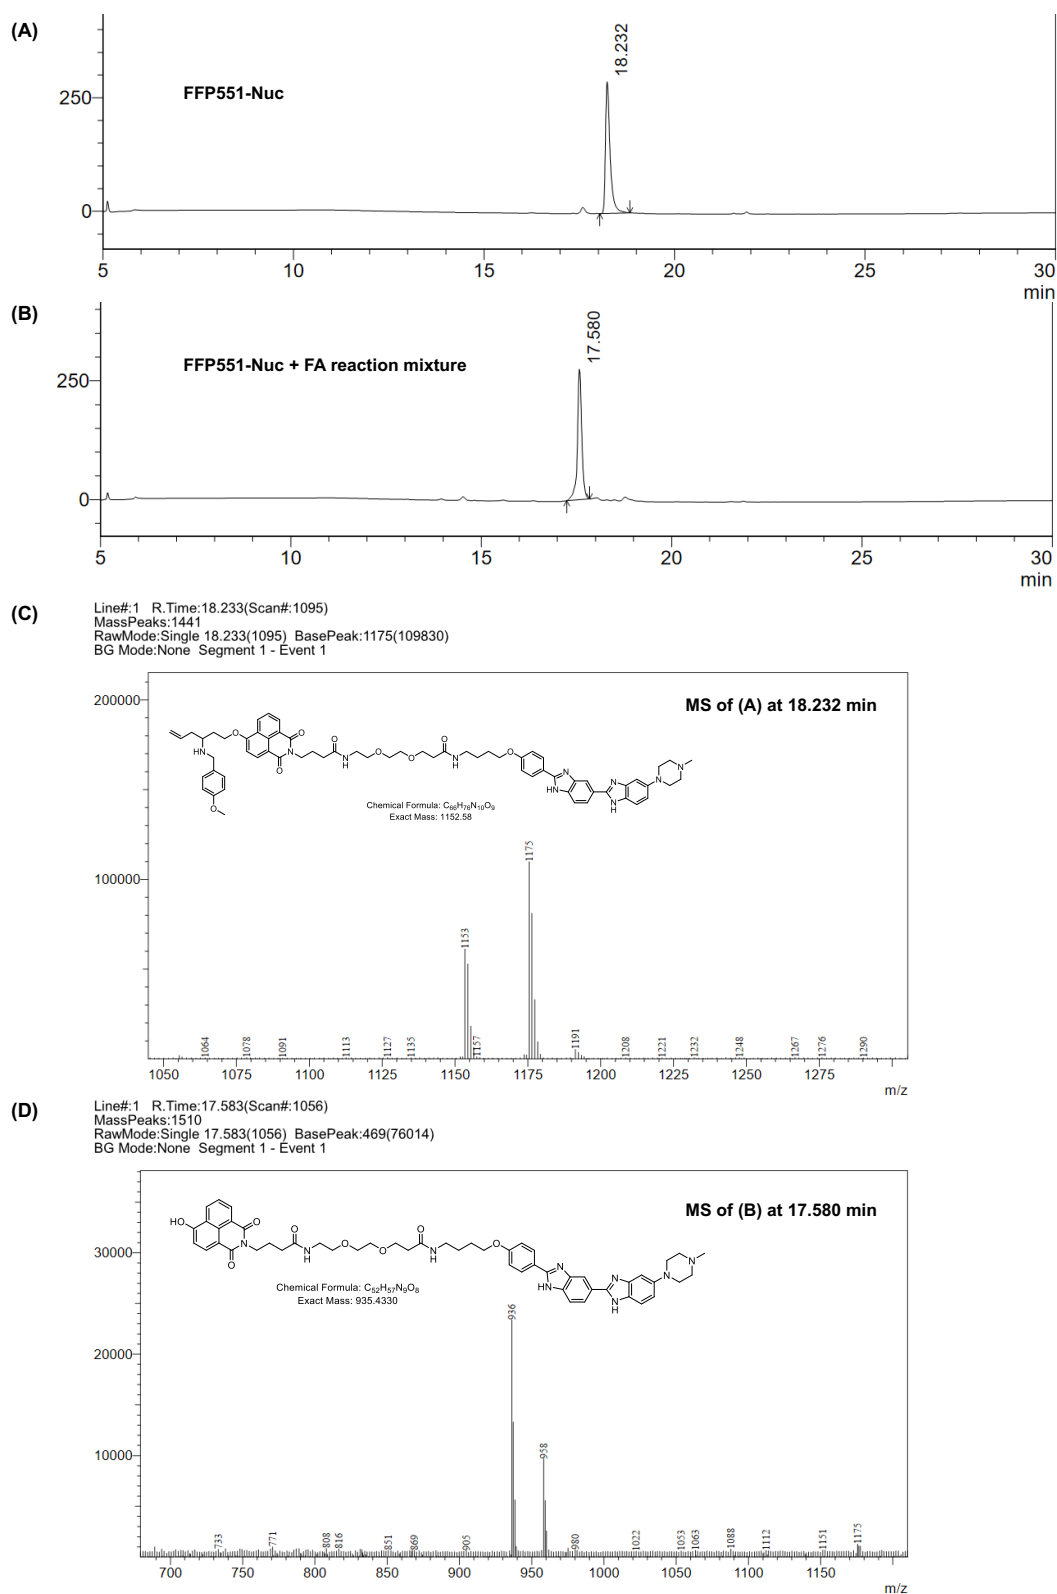 (A)
18.232
250
FFP551-Nuc
0
5 10 15 20 25 30
min
(B)
17.580
FFP551-Nuc + FA reaction mixture
250
0
5 10 15 20 25 30
min
(C)
Line#:1 R.Time:18.233(Scan#:1095)
MassPeaks:1441
RawMode:Single 18.233(1095) BasePeak:1175(109830)
BG Mode:None Segment 1 - Event 1
200000
MS of (A) at 18.232 min
O O O O O
HN N N H O O N H O N N N
O HN N N H
O
Chemical Formula: C66H76N10O9
Exact Mass: 1152.58
1175
100000
1153
1064 1078 1091 1113 1127 1135 1157 1191 1208 1221 1232 1248 1267 1276 1290
1050 1075 1100 1125 1150 1175 1200 1225 1250 1275
m/z
(D)
Line#:1 R.Time:17.583(Scan#:1056)
MassPeaks:1510
RawMode:Single 17.583(1056) BasePeak:469(76014)
BG Mode:None Segment 1 - Event 1
MS of (B) at 17.580 min
HO O O O
N N H O O N H O N N N
O HN N N H
30000
Chemical Formula: C52H57N9O8
Exact Mass: 935.4330
936
20000
10000
958
733 771 808 816 851 869 905 980 1022 1053 1063 1088 1112 1151 1175
700 750 800 850 900 950 1000 1050 1100 1150
m/z